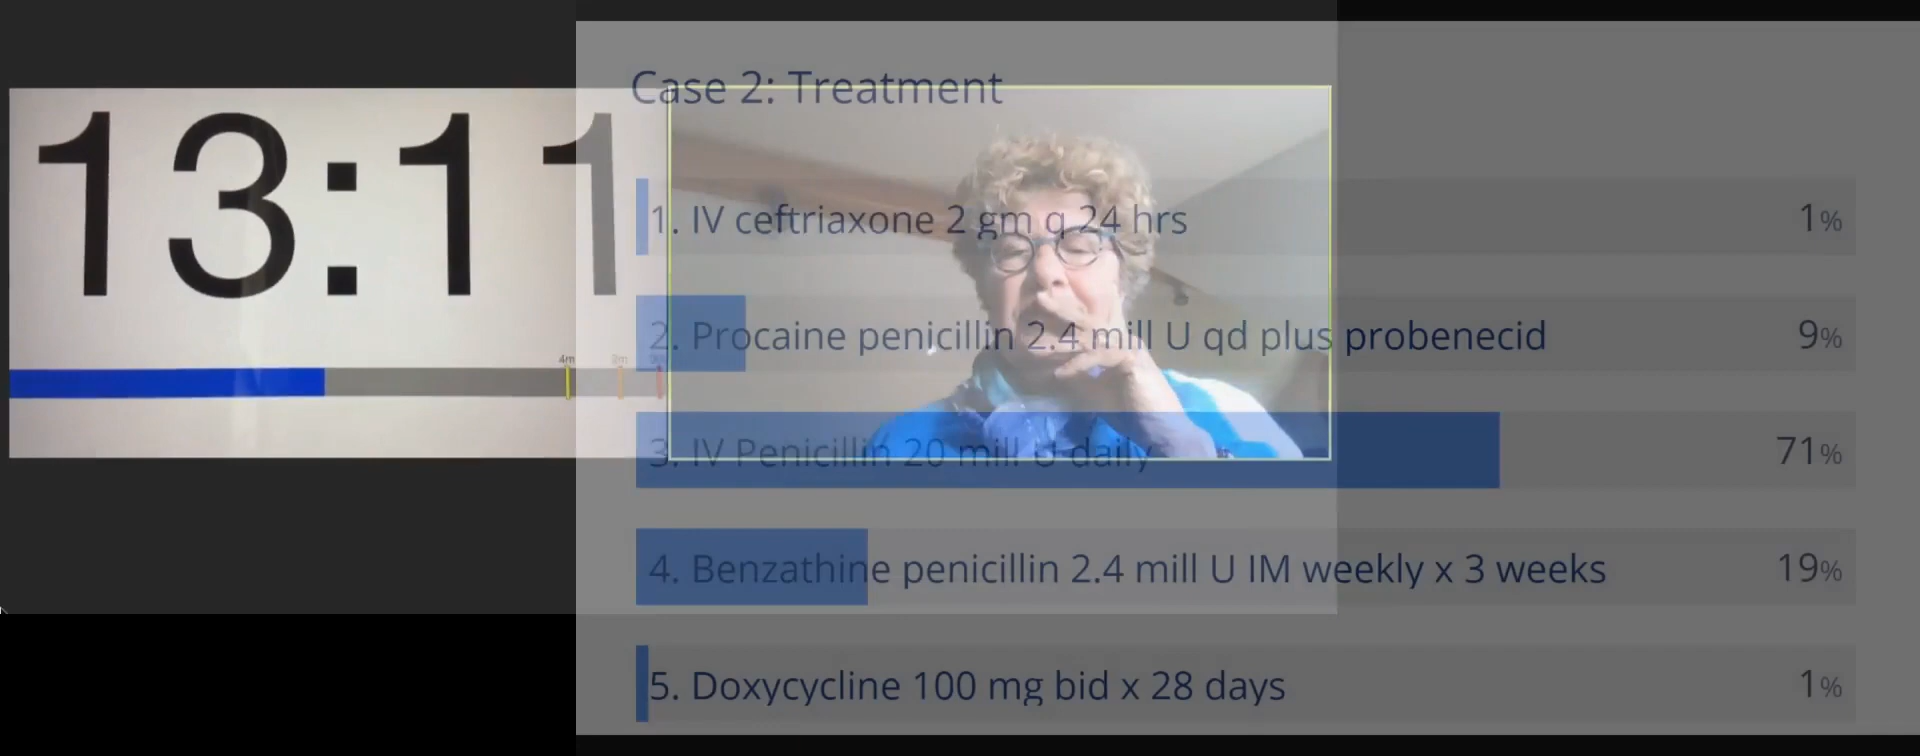 13:11
4m
2m
Case 2: Treatment
1. IV ceftriaxone 2 gm q 24 hrs 1%
2. Procaine penicillin 2.4 mill U qd plus probenecid 9%
3. IV Penicillin 20 mill U daily 71%
4. Benzathine penicillin 2.4 mill U IM weekly x 3 weeks 19%
5. Doxycycline 100 mg bid x 28 days 1%